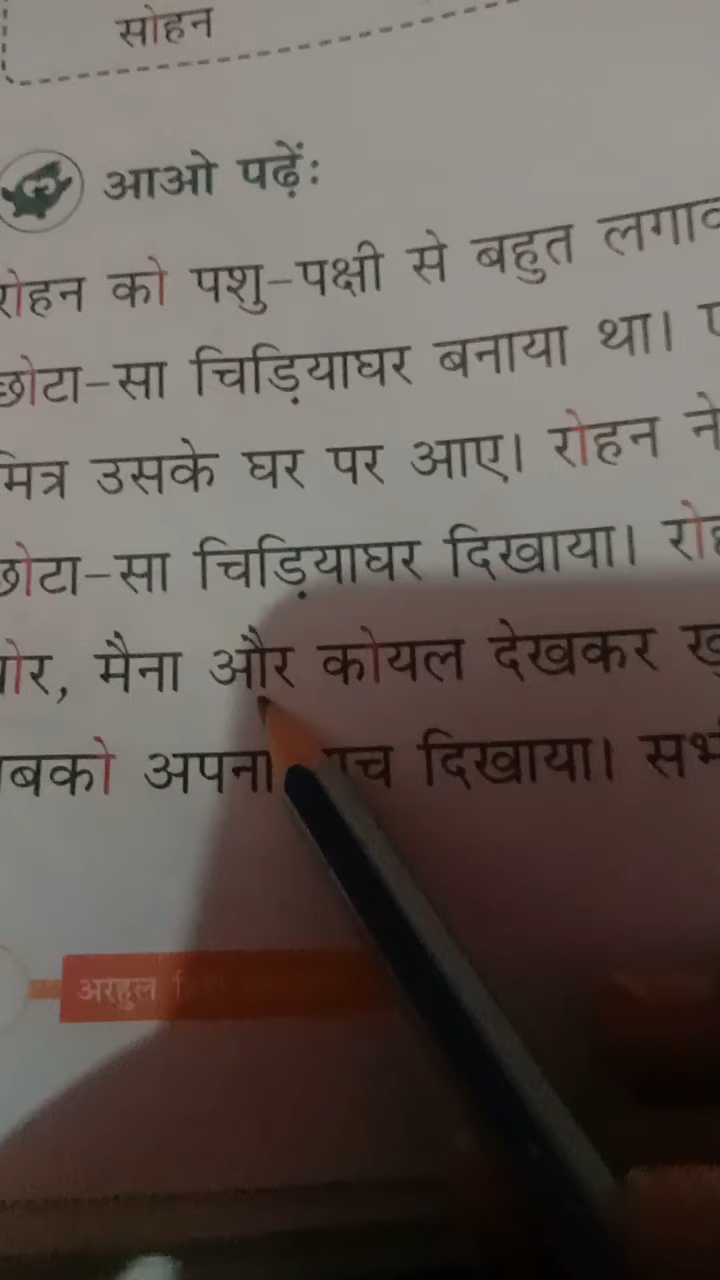 सोहन
आओ पढ़ें:
रोहन को पशु-पक्षी से बहुत
छोटा-सा चिड़ियाघर बनाया था।
मित्र उसके घर पर आए। रोहन ने
छोटा-सा चिड़ियाघर दिखाया।
मैना और कोयल देखकर
अपना दिखाया।
अरहुल